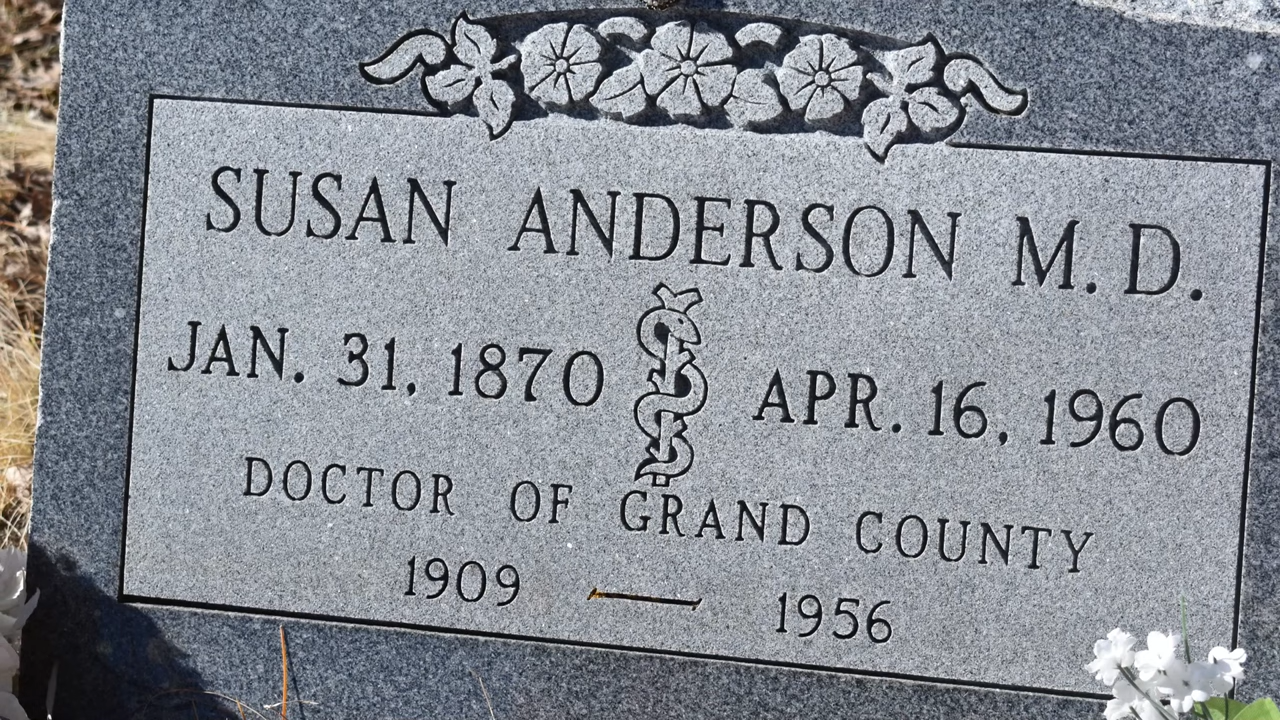 SUSAN ANDERSON M.D.
JAN. 31, 1870 APR. 16, 1960
DOCTOR OF GRAND COUNTY
1909 — 1956